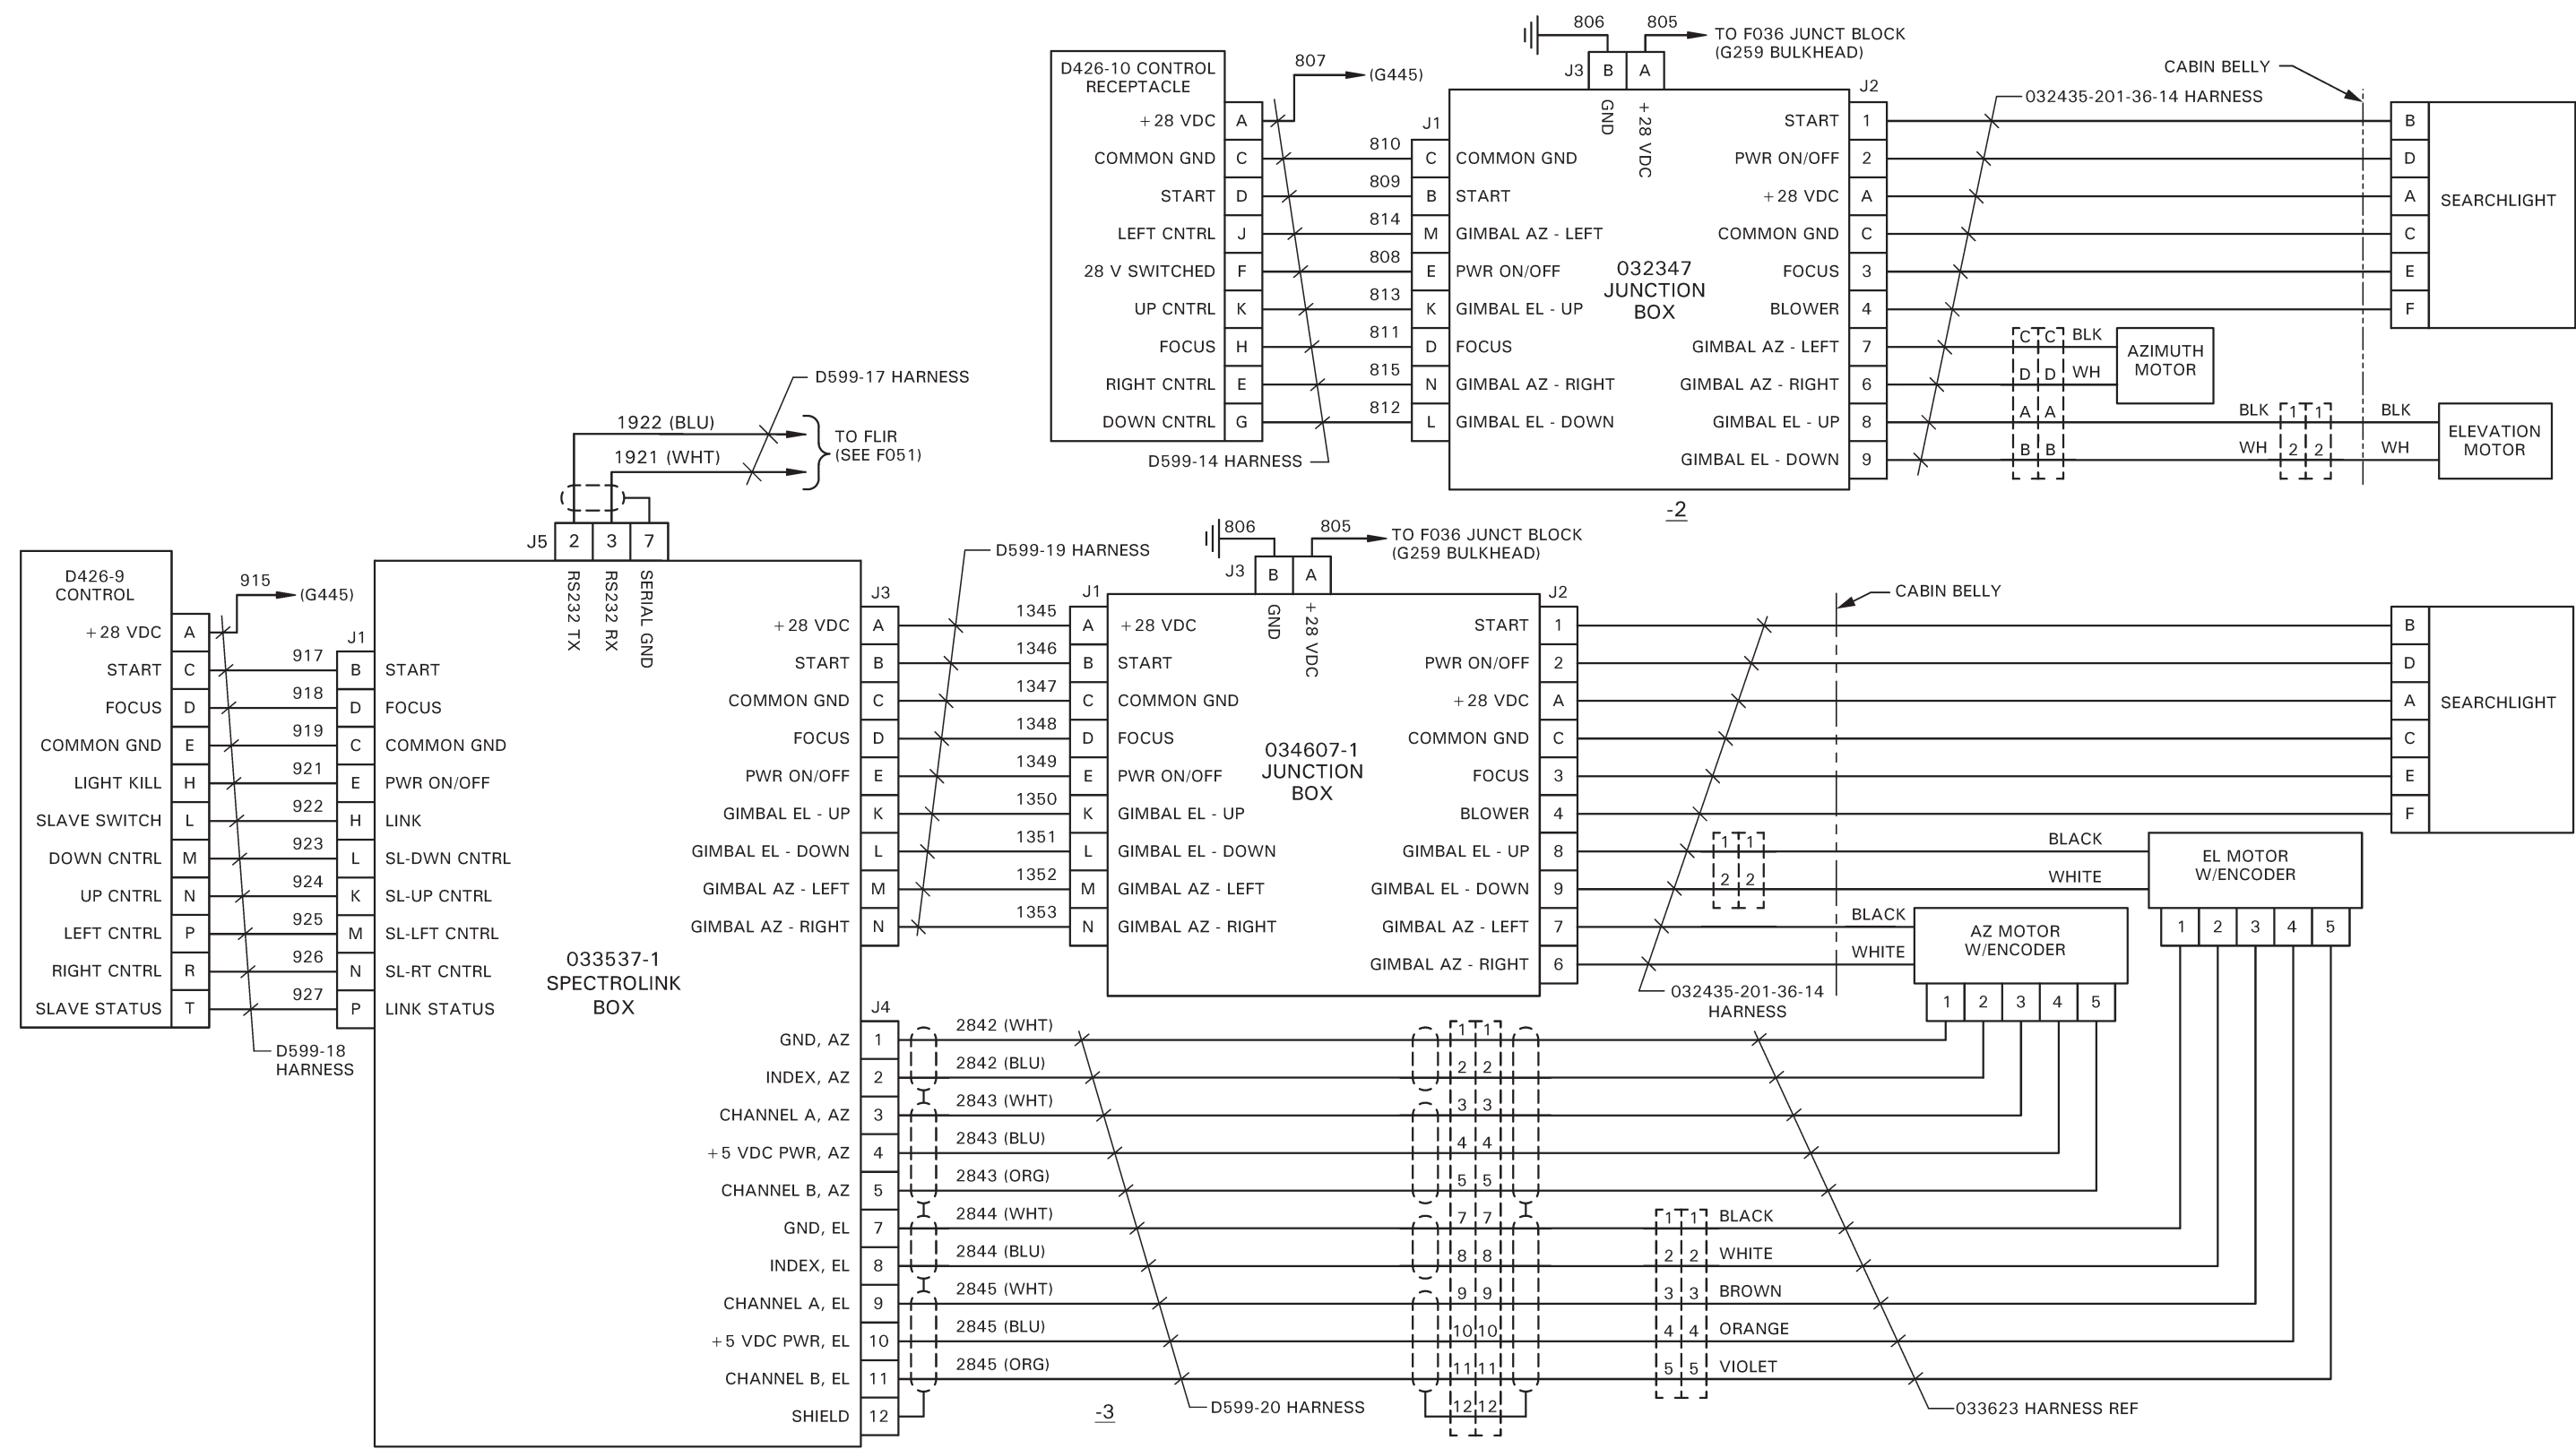 806
805
TO F036 JUNCT BLOCK
(G259 BULKHEAD)
D426-10 CONTROL
RECEPTACLE
807
(G445)
J3 B A
GND
+28 VDC
CABIN BELLY
032435-201-36-14 HARNESS
J1
J2
+28 VDC A
COMMON GND C 810 C COMMON GND
START D 809 B START
LEFT CNTRL J 814 M GIMBAL AZ - LEFT
28 V SWITCHED F 808 E PWR ON/OFF
UP CNTRL K 813 K GIMBAL EL - UP
FOCUS H 811 D FOCUS
RIGHT CNTRL E 815 N GIMBAL AZ - RIGHT
DOWN CNTRL G 812 L GIMBAL EL - DOWN
D599-14 HARNESS
032347
JUNCTION
BOX
START 1 B
PWR ON/OFF 2 D
+28 VDC A A
COMMON GND C C
FOCUS 3 E
BLOWER 4 F
SEARCHLIGHT
GIMBAL AZ - LEFT 7 C C BLK
GIMBAL AZ - RIGHT 6 D D WH
AZIMUTH
MOTOR
GIMBAL EL - UP 8 A A BLK 1 1 BLK
GIMBAL EL - DOWN 9 B B WH 2 2 WH
ELEVATION
MOTOR
-2
D599-17 HARNESS
1922 (BLU)
1921 (WHT)
TO FLIR
(SEE F051)
J5 2 3 7
RS232 TX
RS232 RX
SERIAL GND
D426-9
CONTROL
915
(G445)
J1
+28 VDC A
START C 917 B START
FOCUS D 918 D FOCUS
COMMON GND E 919 C COMMON GND
LIGHT KILL H 921 E PWR ON/OFF
SLAVE SWITCH L 922 H LINK
DOWN CNTRL M 923 L SL-DWN CNTRL
UP CNTRL N 924 K SL-UP CNTRL
LEFT CNTRL P 925 M SL-LFT CNTRL
RIGHT CNTRL R 926 N SL-RT CNTRL
SLAVE STATUS T 927 P LINK STATUS
D599-18
HARNESS
033537-1
SPECTROLINK
BOX
D599-19 HARNESS
806
805
TO F036 JUNCT BLOCK
(G259 BULKHEAD)
J3 B A
GND
+28 VDC
J3
J1
J2
+28 VDC A 1345 A +28 VDC
START B 1346 B START
COMMON GND C 1347 C COMMON GND
FOCUS D 1348 D FOCUS
PWR ON/OFF E 1349 E PWR ON/OFF
GIMBAL EL - UP K 1350 K GIMBAL EL - UP
GIMBAL EL - DOWN L 1351 L GIMBAL EL - DOWN
GIMBAL AZ - LEFT M 1352 M GIMBAL AZ - LEFT
GIMBAL AZ - RIGHT N 1353 N GIMBAL AZ - RIGHT
034607-1
JUNCTION
BOX
CABIN BELLY
START 1 B
PWR ON/OFF 2 D
+28 VDC A A
COMMON GND C C
FOCUS 3 E
BLOWER 4 F
SEARCHLIGHT
GIMBAL EL - UP 8 1 1 BLACK
GIMBAL EL - DOWN 9 2 2 WHITE
GIMBAL AZ - LEFT 7 BLACK
GIMBAL AZ - RIGHT 6 WHITE
EL MOTOR
W/ENCODER
1 2 3 4 5
AZ MOTOR
W/ENCODER
1 2 3 4 5
032435-201-36-14
HARNESS
J4
GND, AZ 1 2842 (WHT) 1 1
INDEX, AZ 2 2842 (BLU) 2 2
CHANNEL A, AZ 3 2843 (WHT) 3 3
+5 VDC PWR, AZ 4 2843 (BLU) 4 4
CHANNEL B, AZ 5 2843 (ORG) 5 5
GND, EL 7 2844 (WHT) 7 7 1 1 BLACK
INDEX, EL 8 2844 (BLU) 8 8 2 2 WHITE
CHANNEL A, EL 9 2845 (WHT) 9 9 3 3 BROWN
+5 VDC PWR, EL 10 2845 (BLU) 10 10 4 4 ORANGE
CHANNEL B, EL 11 2845 (ORG) 11 11 5 5 VIOLET
SHIELD 12 12 12
-3
D599-20 HARNESS
033623 HARNESS REF